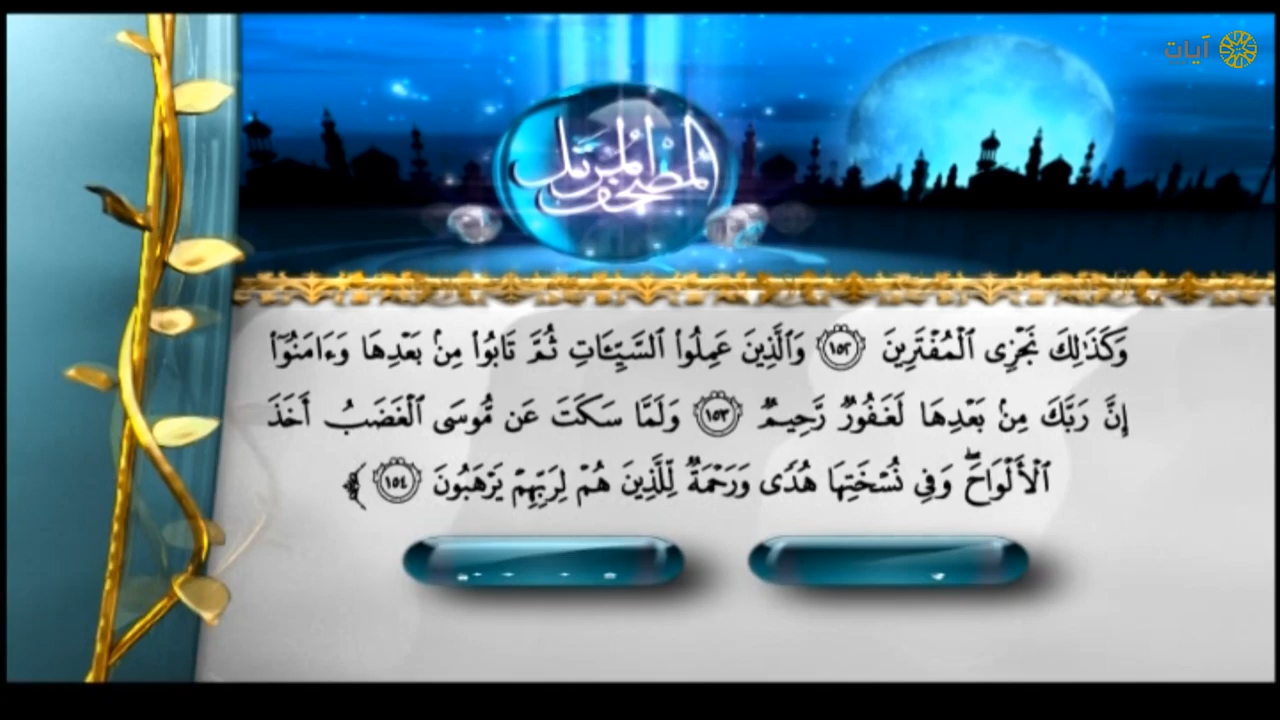 آيات
المصحف المرتل
وَكَذَٰلِكَ نَجْزِى ٱلْمُفْتَرِينَ ١٥٢ وَٱلَّذِينَ عَمِلُوا۟ ٱلسَّيِّـَٔاتِ ثُمَّ تَابُوا۟ مِنۢ بَعْدِهَا وَءَامَنُوٓا۟
إِنَّ رَبَّكَ مِنۢ بَعْدِهَا لَغَفُورٌ رَّحِيمٌ ١٥٣ وَلَمَّا سَكَتَ عَن مُّوسَى ٱلْغَضَبُ أَخَذَ
ٱلْأَلْوَاحَ ۖ وَفِى نُسْخَتِهَا هُدًى وَرَحْمَةٌ لِّلَّذِينَ هُمْ لِرَبِّهِمْ يَرْهَبُونَ ١٥٤ ﴾